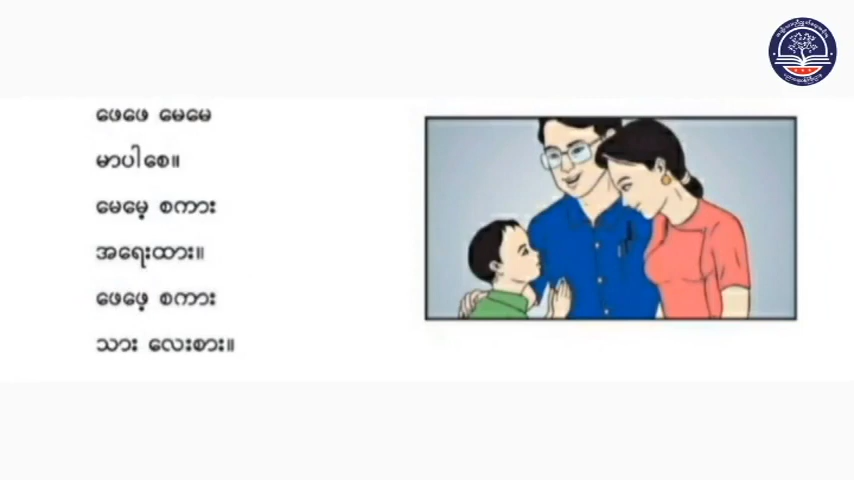 ဖေဖေ မေမေ
မာပါစေ။
မေမေ့ စကား
အရေးထား။
ဖေဖေ့ စကား
သား လေးစား။